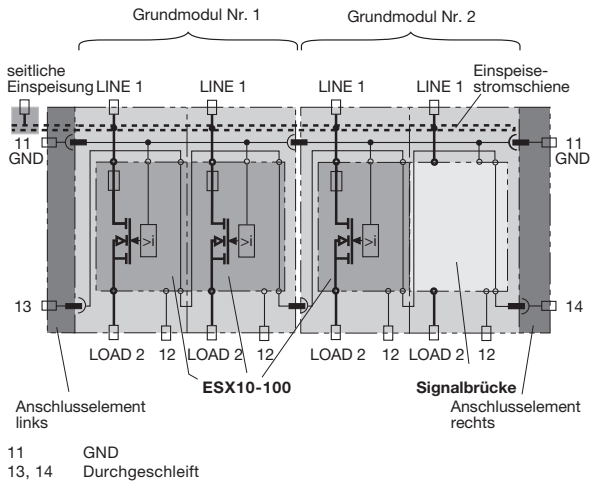 Grundmodul Nr. 1
Grundmodul Nr. 2
seitliche
Einspeisung
LINE 1
LINE 1
LINE 1
LINE 1
Einspeise-
stromschiene
11
GND
11
GND
>i
>i
>i
13
14
LOAD 2
12
LOAD 2
12
LOAD 2
12
LOAD 2
12
ESX10-100
Signalbrücke
Anschlusselement
links
Anschlusselement
rechts
11 GND
13, 14 Durchgeschleift